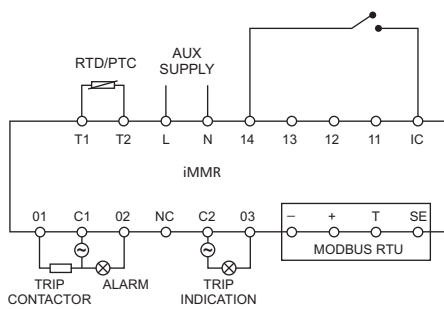 RTD/PTC
AUX
SUPPLY
T1 T2 L N 14 13 12 11 IC
iMMR
01 C1 02 NC C2 03 – + T SE
MODBUS RTU
TRIP
CONTACTOR
ALARM
TRIP
INDICATION